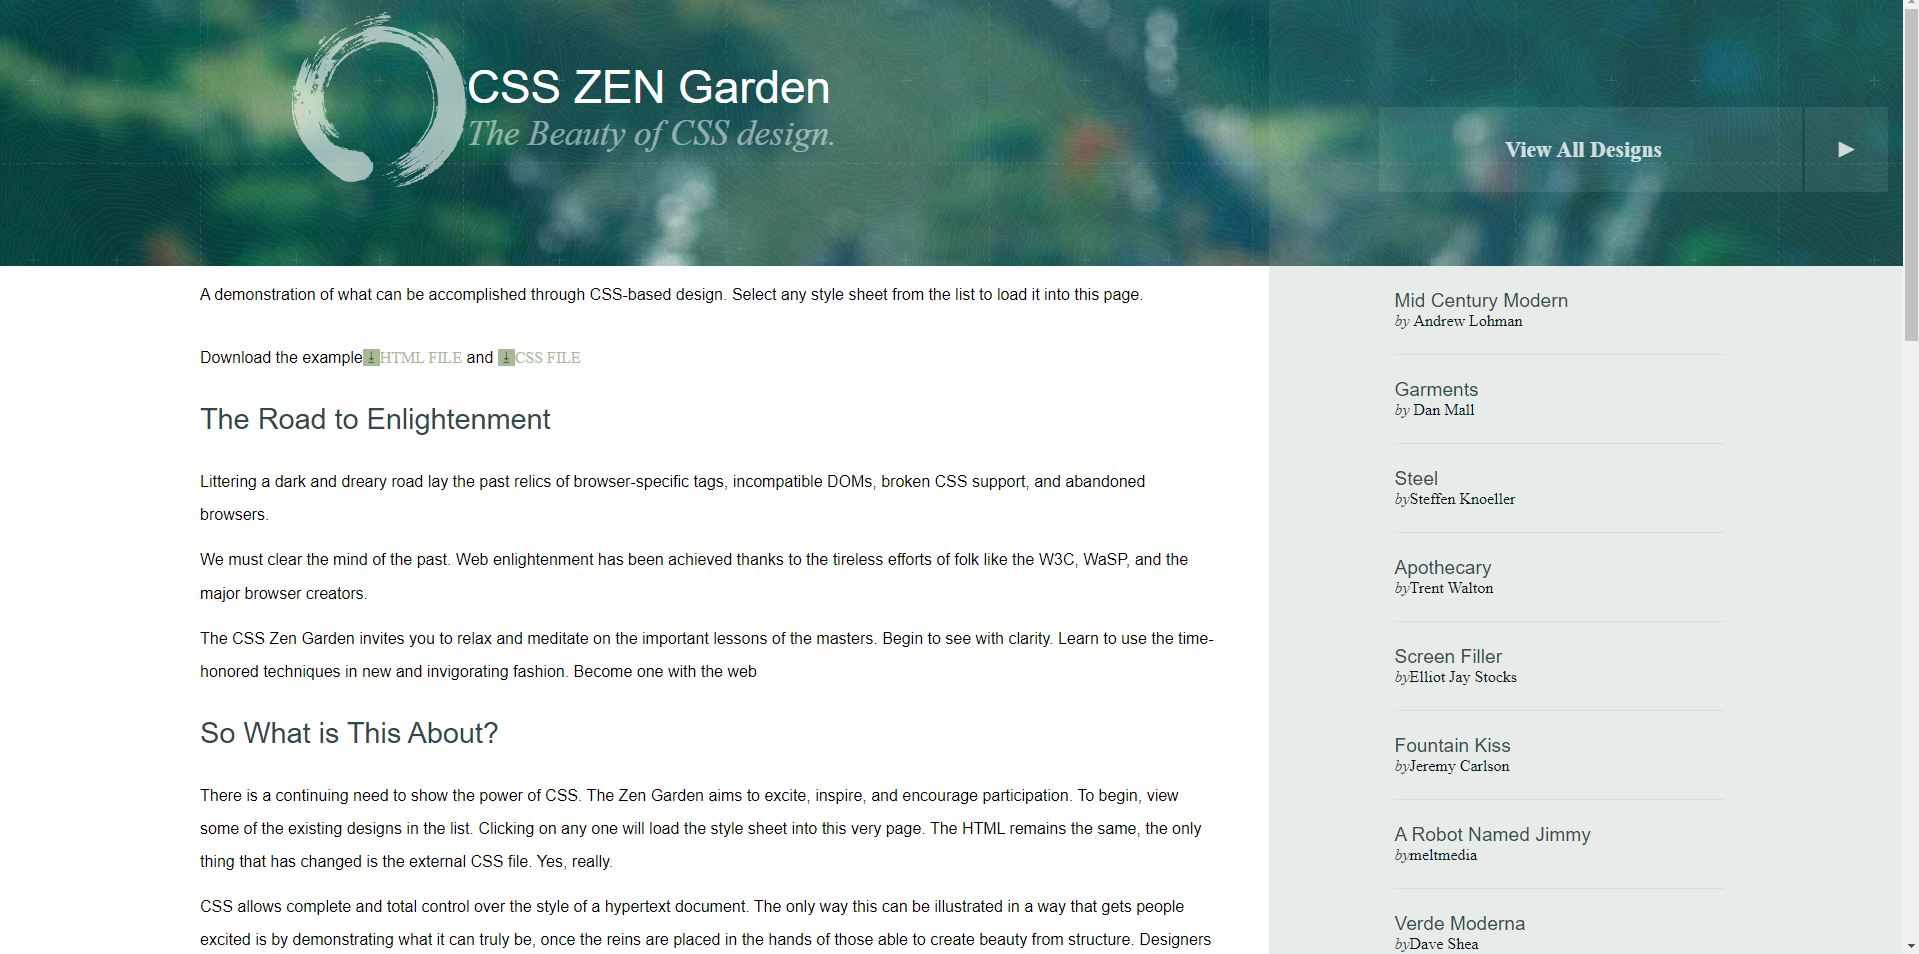 CSS ZEN Garden
The Beauty of CSS design.
View All Designs
A demonstration of what can be accomplished through CSS-based design. Select any style sheet from the list to load it into this page.
Download the example HTML FILE and CSS FILE
The Road to Enlightenment
Littering a dark and dreary road lay the past relics of browser-specific tags, incompatible DOMs, broken CSS support, and abandoned
browsers.
We must clear the mind of the past. Web enlightenment has been achieved thanks to the tireless efforts of folk like the W3C, WaSP, and the
major browser creators.
The CSS Zen Garden invites you to relax and meditate on the important lessons of the masters. Begin to see with clarity. Learn to use the time-
honored techniques in new and invigorating fashion. Become one with the web
So What is This About?
There is a continuing need to show the power of CSS. The Zen Garden aims to excite, inspire, and encourage participation. To begin, view
some of the existing designs in the list. Clicking on any one will load the style sheet into this very page. The HTML remains the same, the only
thing that has changed is the external CSS file. Yes, really.
CSS allows complete and total control over the style of a hypertext document. The only way this can be illustrated in a way that gets people
excited is by demonstrating what it can truly be, once the reins are placed in the hands of those able to create beauty from structure. Designers
Mid Century Modern
by Andrew Lohman
Garments
by Dan Mall
Steel
bySteffen Knoeller
Apothecary
byTrent Walton
Screen Filler
byElliot Jay Stocks
Fountain Kiss
byJeremy Carlson
A Robot Named Jimmy
bymeltmedia
Verde Moderna
byDave Shea